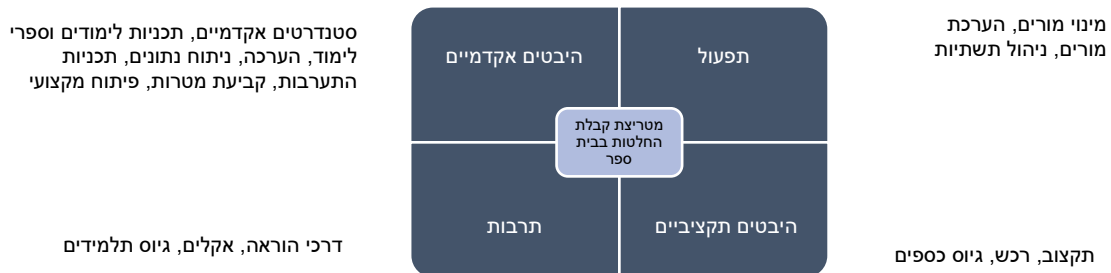 מינוי מורים, הערכת
מורים, ניהול תשתיות
תפעול
היבטים אקדמיים
סטנדרטים אקדמיים, תכניות לימודים וספרי
לימוד, הערכה, ניתוח נתונים, תכניות
התערבות, קביעת מטרות, פיתוח מקצועי
מטריצת קבלת
החלטות בבית
ספר
היבטים תקציביים
תקצוב, רכש, גיוס כספים
תרבות
דרכי הוראה, אקלים, גיוס תלמידים